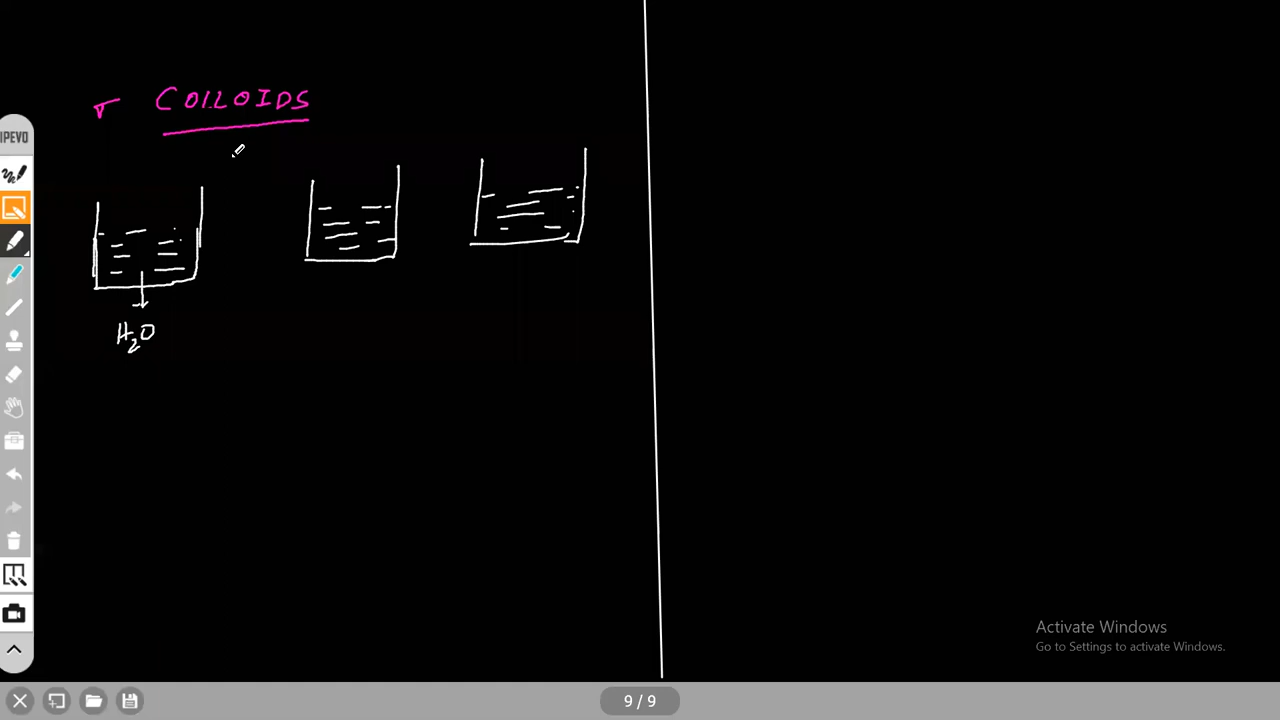 COLLOIDS
H₂O
IPEVO
Activate Windows
Go to Settings to activate Windows.
9 / 9